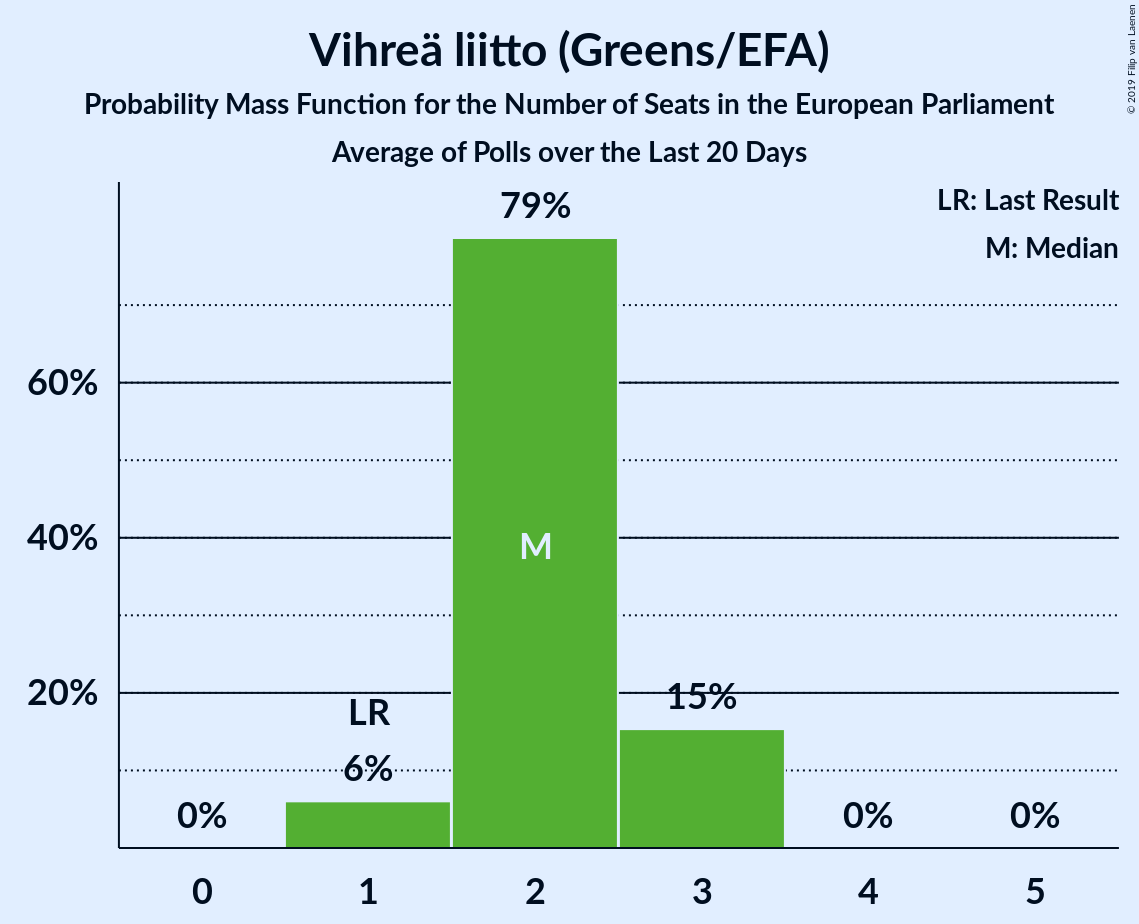 Vihreä liitto (Greens/EFA)
Probability Mass Function for the Number of Seats in the European Parliament
Average of Polls over the Last 20 Days
© 2019 Filip van Laenen
LR: Last Result
M: Median
79%
60%
40%
M
20%
LR
15%
6%
0%
0%
0%
0
1
2
3
4
5